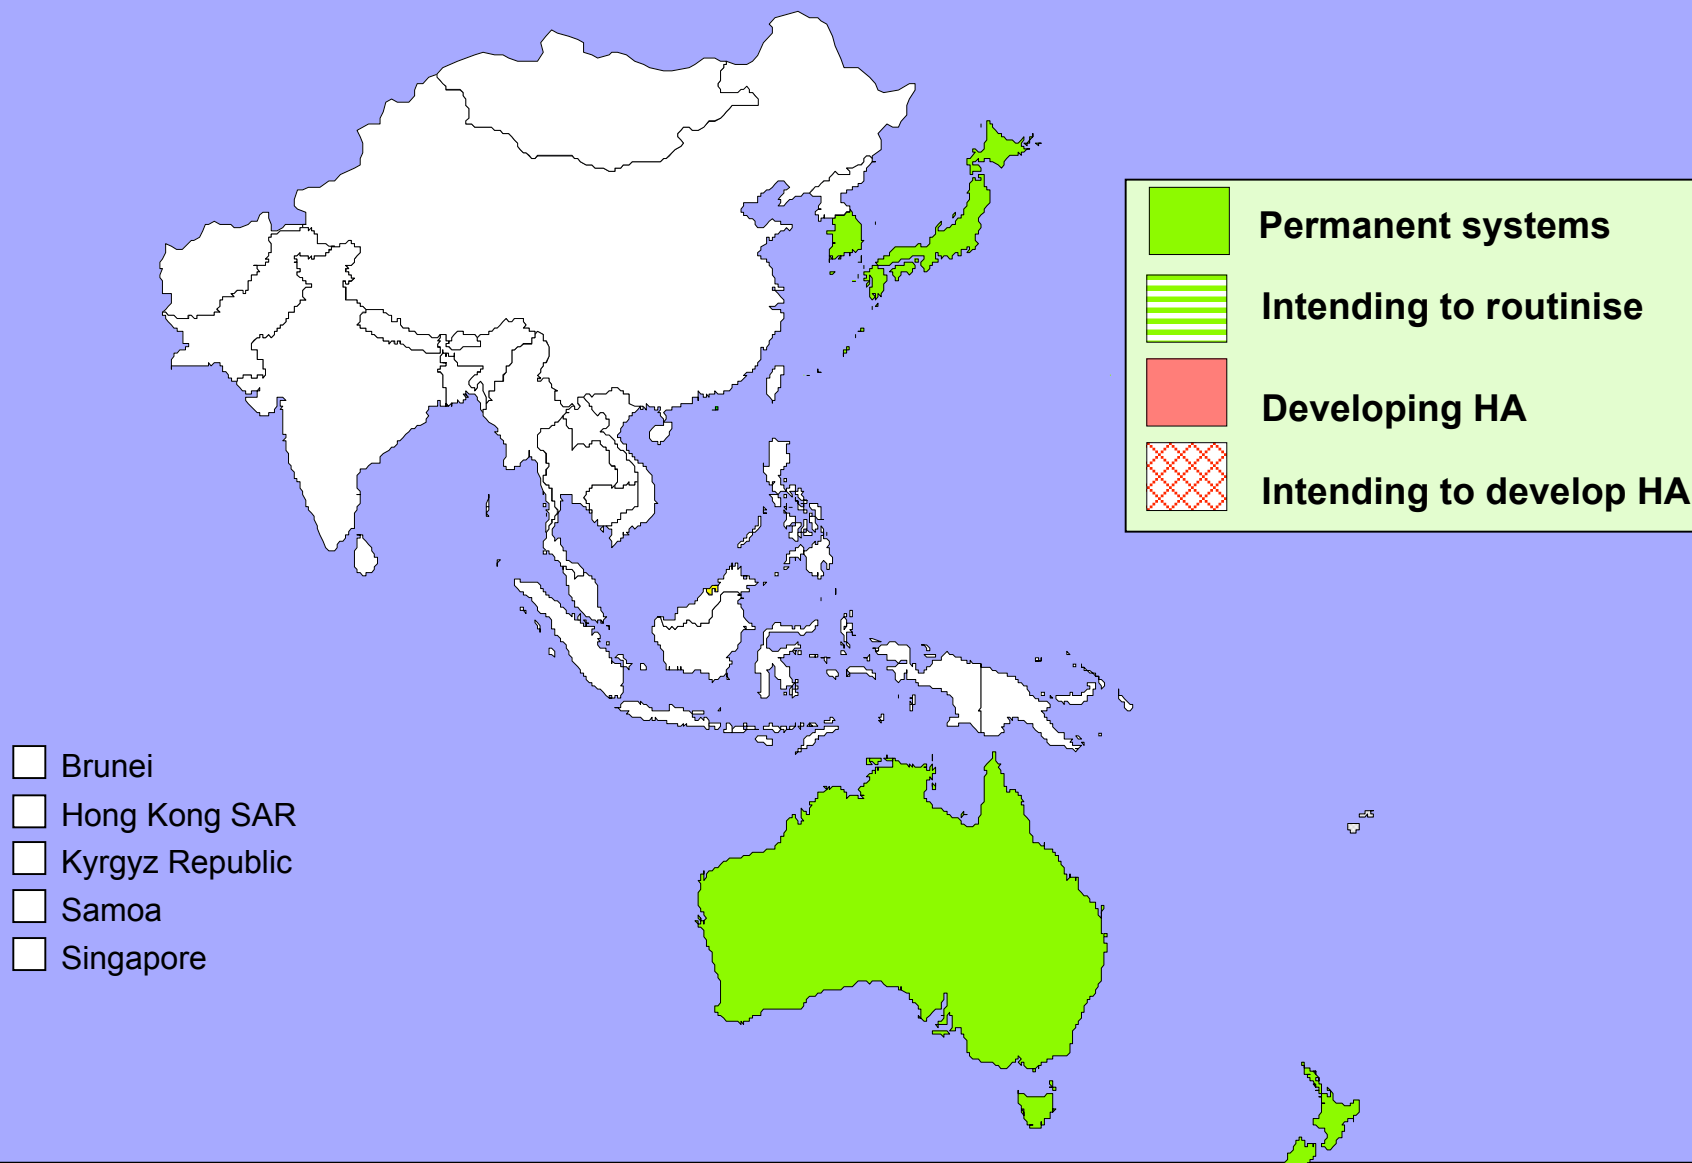 Permanent systems
Intending to routinise
Developing HA
Intending to develop HA
Brunei
Hong Kong SAR
Kyrgyz Republic
Samoa
Singapore